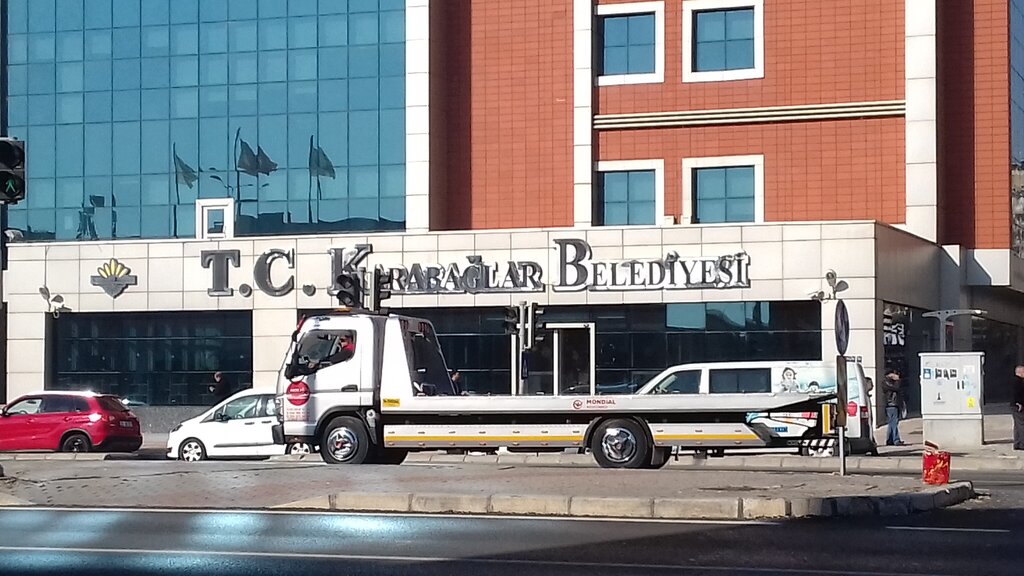 T.C. KARABAĞLAR BELEDİYESİ
MONDIAL